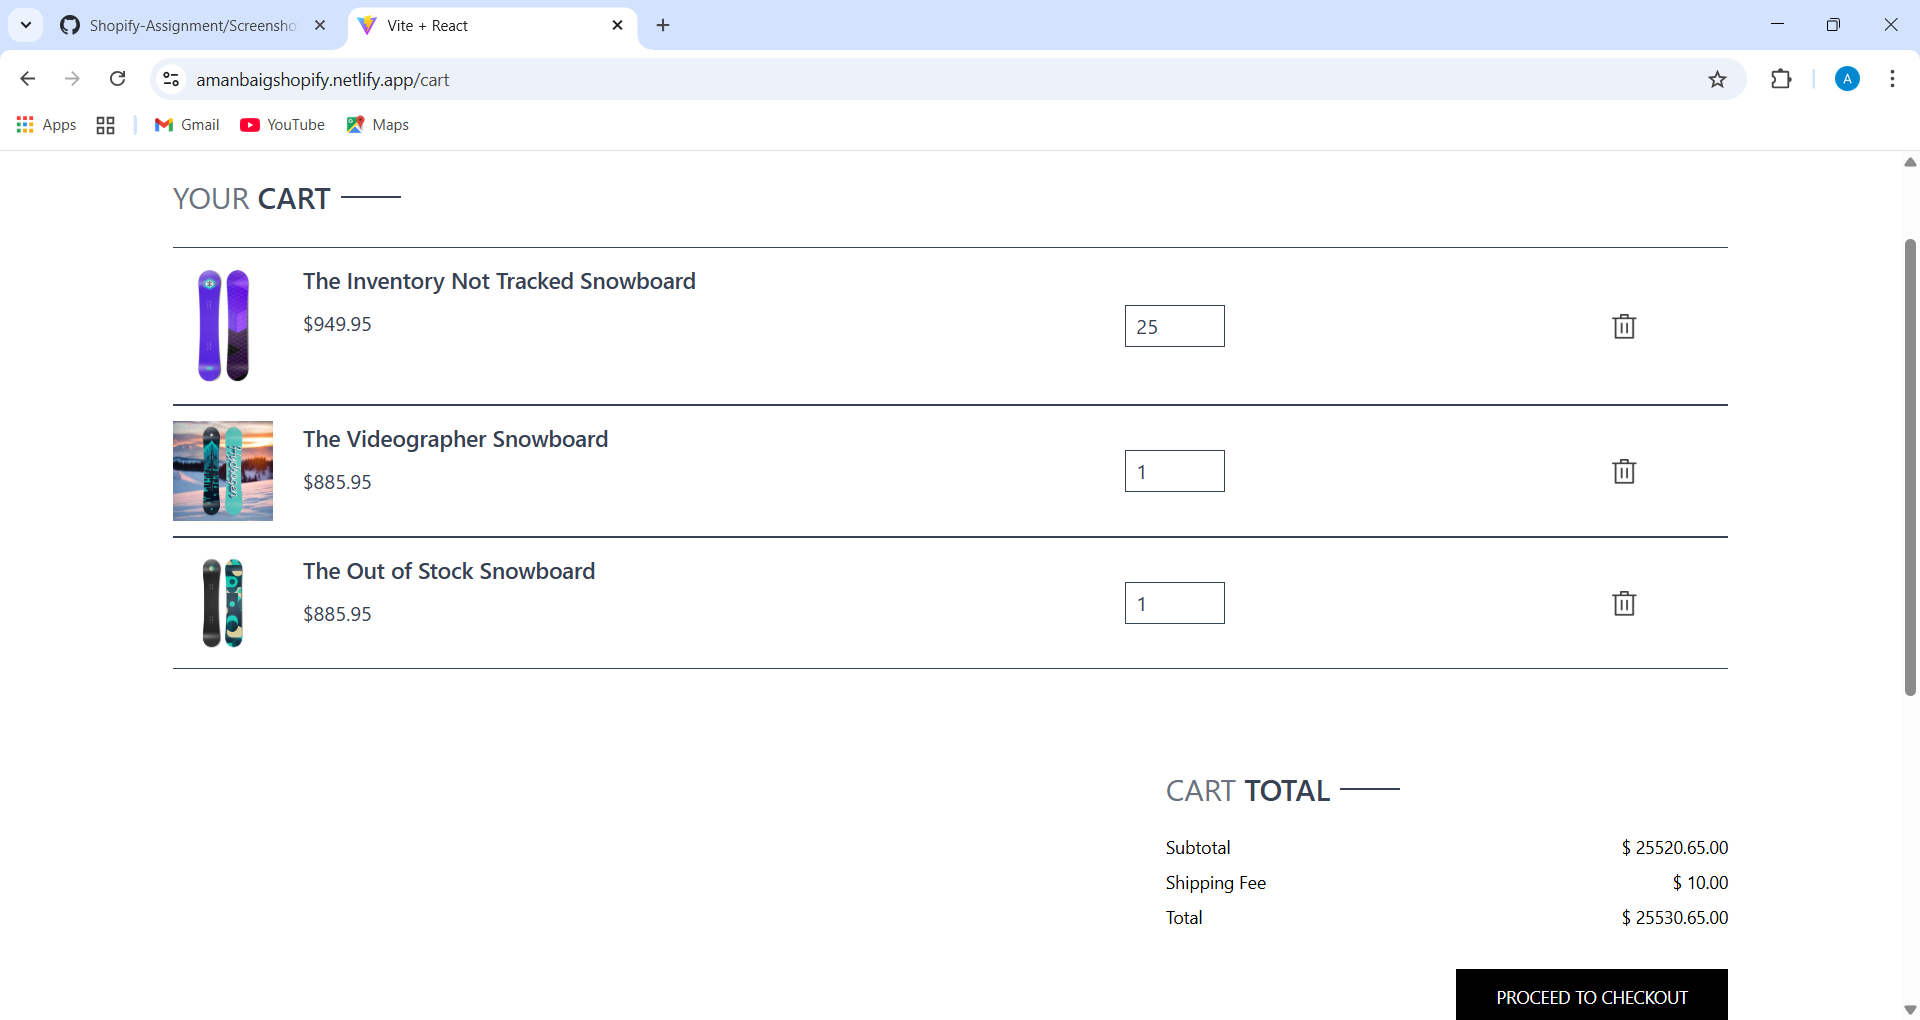 Shopify-Assignment/Screensho
Vite + React
amanbaigshopify.netlify.app/cart
A
Apps
Gmail
YouTube
Maps
YOUR CART
The Inventory Not Tracked Snowboard
$949.95
25
The Videographer Snowboard
$885.95
1
The Out of Stock Snowboard
$885.95
1
CART TOTAL
Subtotal $ 25520.65.00
Shipping Fee $ 10.00
Total $ 25530.65.00
PROCEED TO CHECKOUT